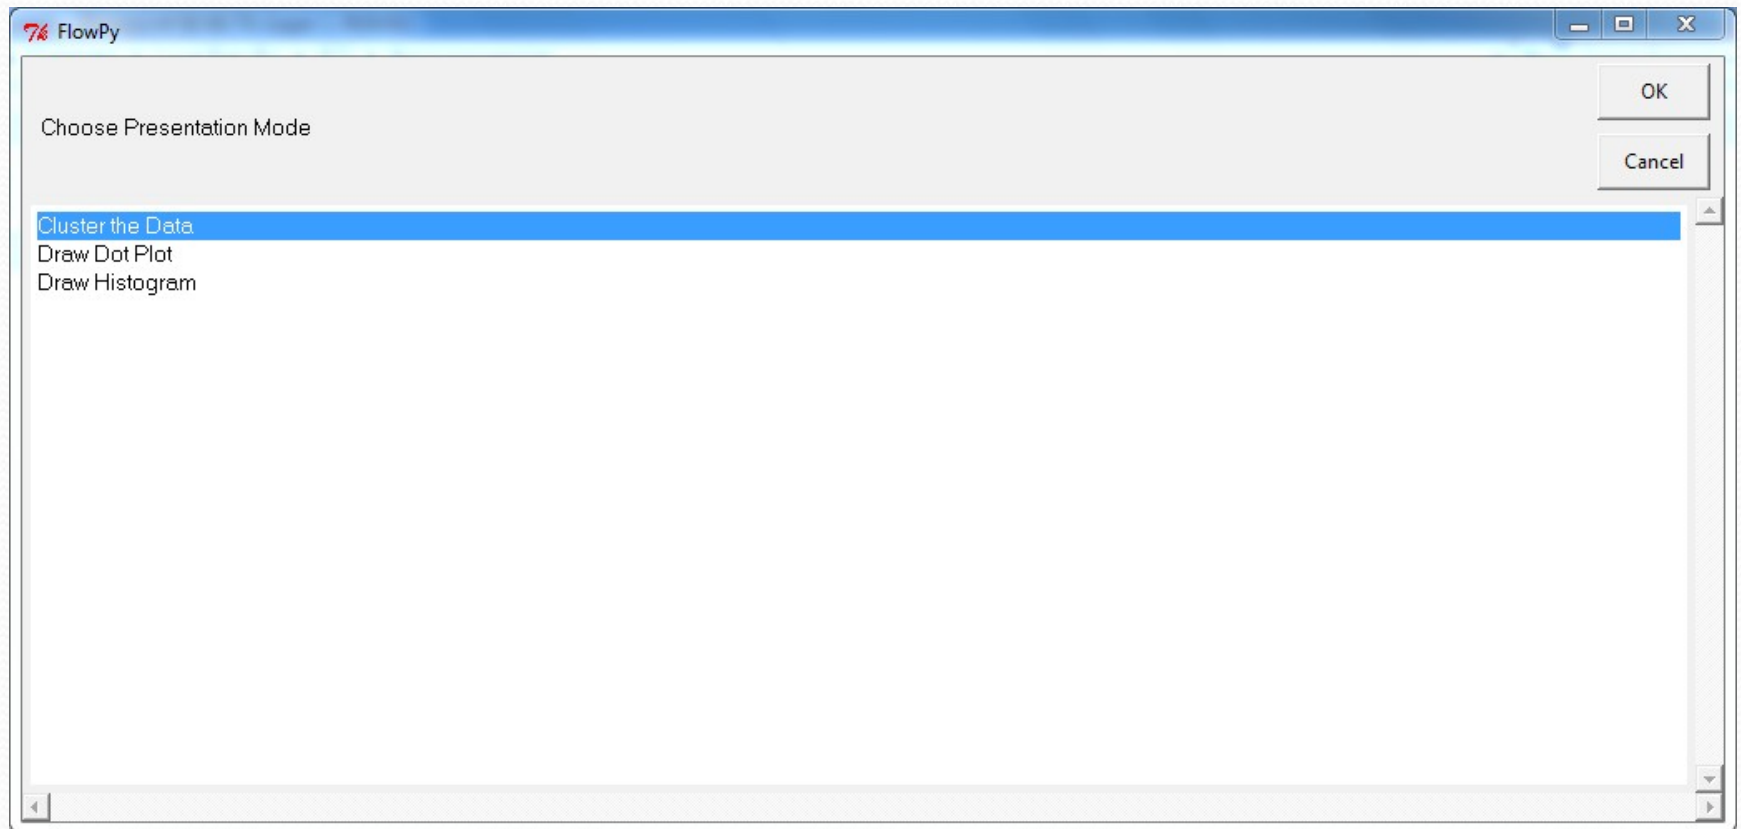 FlowPy
OK
Choose Presentation Mode
Cancel
Cluster the Data
Draw Dot Plot
Draw Histogram